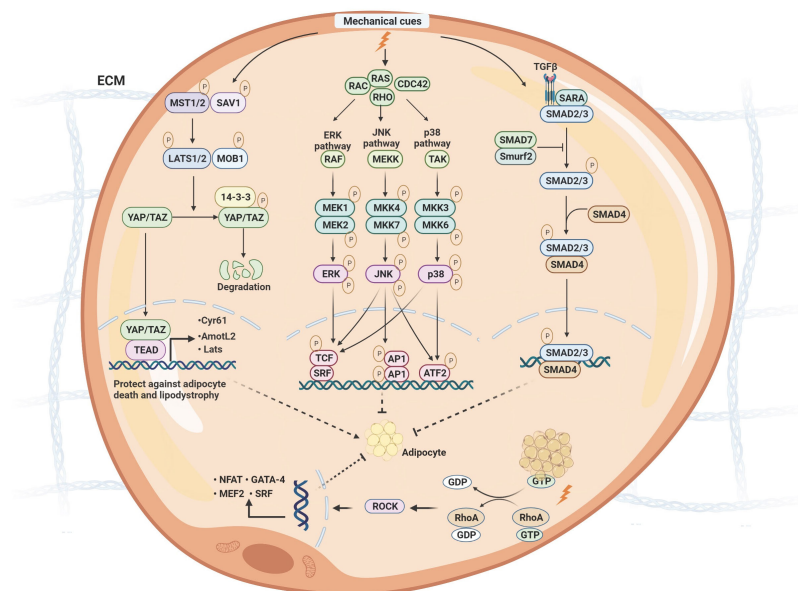 Mechanical cues
ECM
P
MST1/2
SAV1
P
P
LATS1/2
MOB1
P
14-3-3
P
YAP/TAZ
YAP/TAZ
Degradation
YAP/TAZ
TEAD
•Cyr61
•AmotL2
• Lats
Protect against adipocyte
death and lipodystrophy
RAC
RAS
CDC42
RHO
ERK
pathway
JNK
pathway
p38
pathway
RAF
MEKK
TAK
P
P
P
MEK1
MKK4
MKK3
MEK2
MKK7
MKK6
P
P
P
P
P
P
ERK
JNK
p38
P
P
P
P
TCF
SRF
P
AP1
P
AP1
P
ATF2
TGFβ
SARA
SMAD2/3
SMAD7
Smurf2
P
SMAD2/3
SMAD4
P
SMAD2/3
SMAD4
P
SMAD2/3
SMAD4
Adipocyte
• NFAT • GATA-4
• MEF2 • SRF
ROCK
GDP
GTP
RhoA
GDP
RhoA
GTP